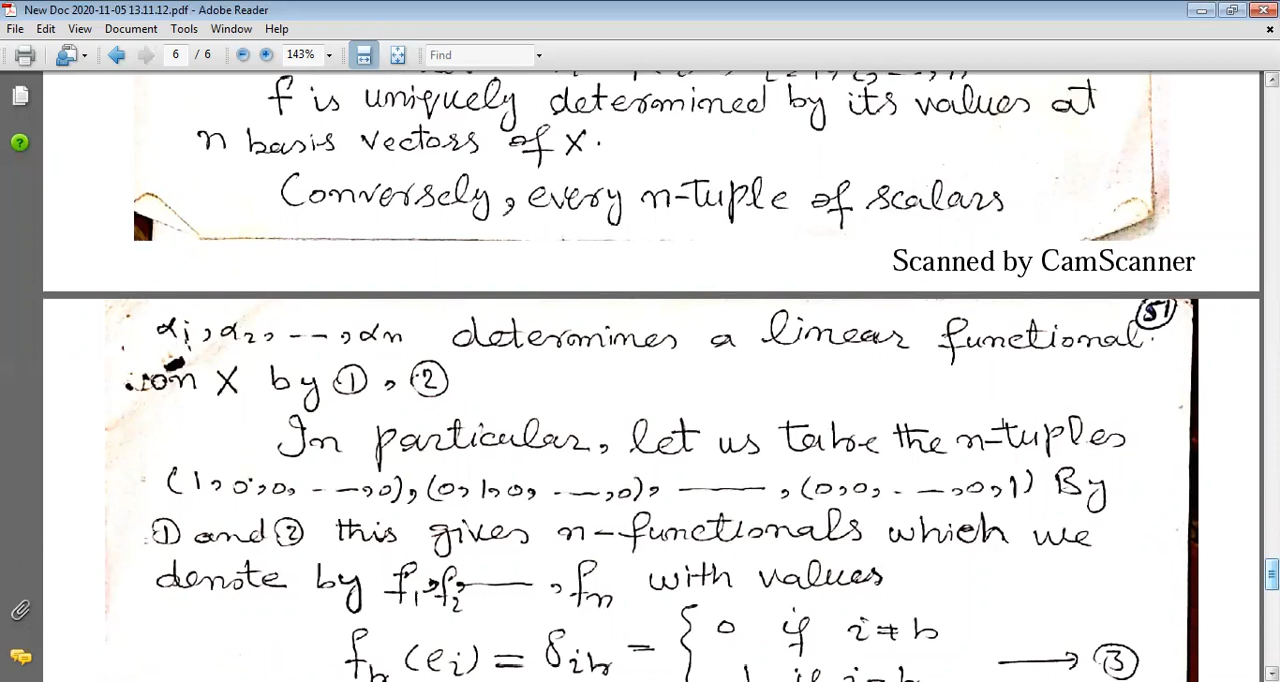 New Doc 2020-11-05 13.11.12.pdf - Adobe Reader
File Edit View Document Tools Window Help
6 / 6 143% Find
f is uniquely determined by its values at
n basis vectors of X.
Conversely, every n-tuple of scalars
Scanned by CamScanner
51
α1, α2, ---, αn determines a linear functional
on X by ①, ②
In particular, let us take the n-tuples
(1,0,0, ---,0), (0,1,0, ---,0), ——, (0,0, ---,0,1) By
① and ② this gives n-functionals which we
denote by f1, f2 ——, fn with values
fk (ei) = δik = { 0 if i≠k
1 if i=k → ③